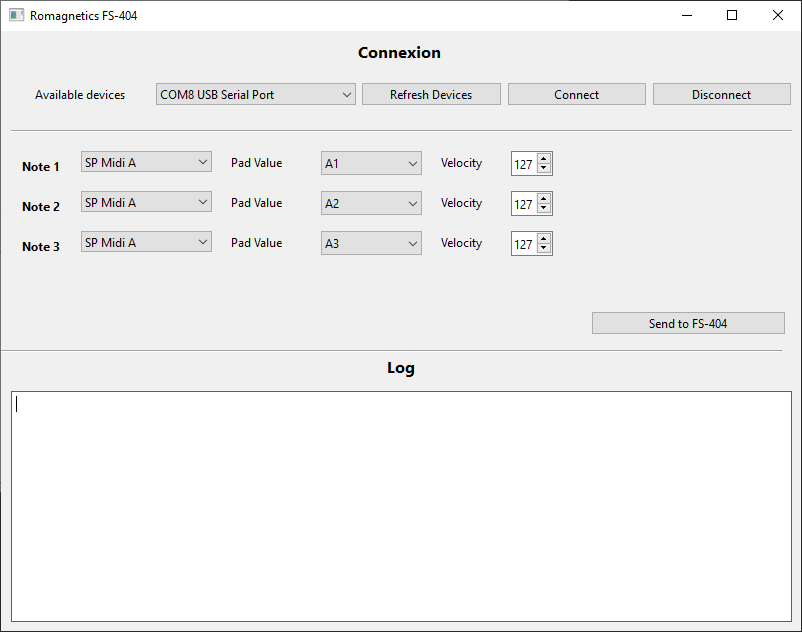 Romagnetics FS-404
Connexion
Available devices COM8 USB Serial Port Refresh Devices Connect Disconnect
Note 1 SP Midi A Pad Value A1 Velocity 127
Note 2 SP Midi A Pad Value A2 Velocity 127
Note 3 SP Midi A Pad Value A3 Velocity 127
Send to FS-404
Log